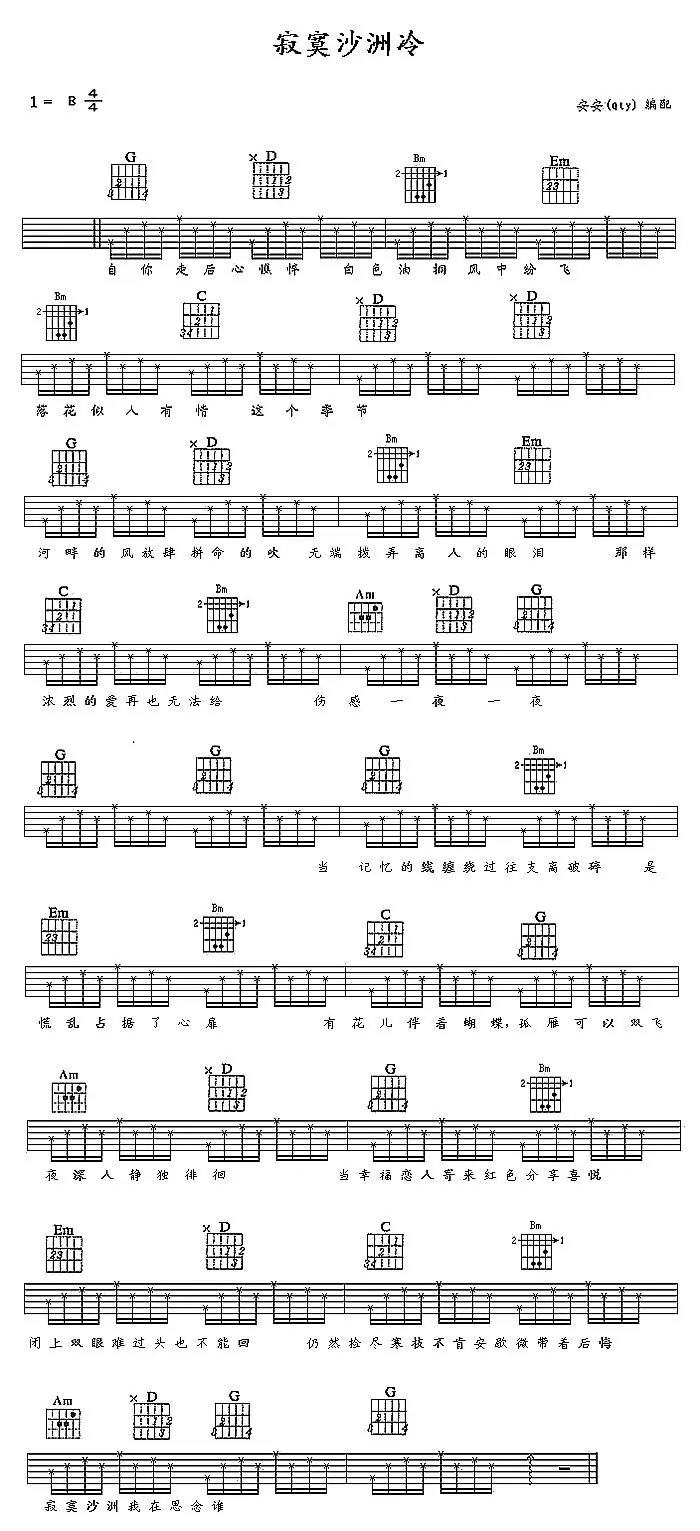 寂寞沙洲冷
1 = B 4/4 安安(Qty) 编配
G D Bm Em
自你走后心憔悴 白色油桐风中纷飞
Bm C D D
落花似人有情 这个季节
G D Bm Em
河畔的风放肆拼命的吹 无端拨弄离人的眼泪 那样
C Bm Am D G
浓烈的爱再也无法给 伤感一夜一夜
G G G Bm
当 记忆的线缠绕过往支离破碎 是
Em Bm C G
慌乱占据了心扉 有花儿伴着蝴蝶,孤雁可以双飞
Am D G Bm
夜深人静独徘徊 当幸福恋人寄来红色分享喜悦
Em D C Bm
闭上双眼难过头也不能回 仍然捡尽寒枝不肯安歇微带着后悔
Am D G G
寂寞沙洲我在思念谁